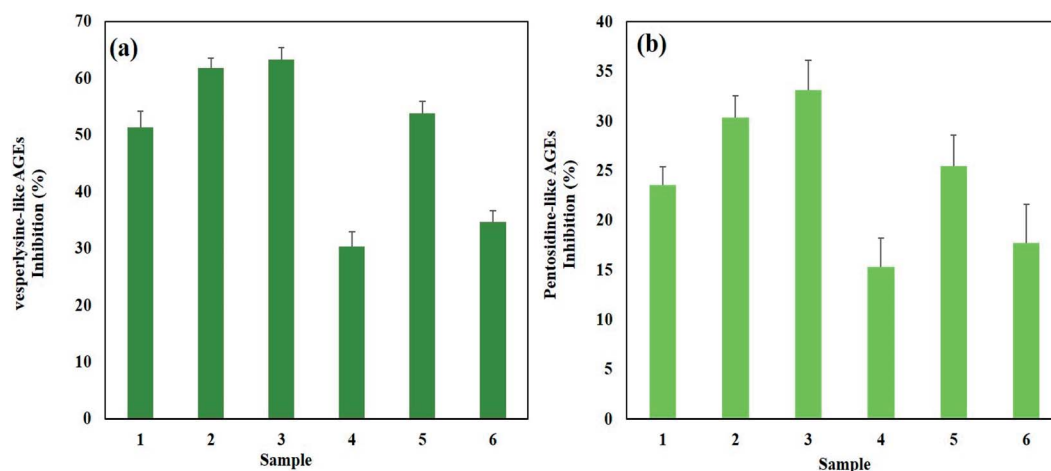 (a)
vesperlysine-like AGEs
Inhibition (%)
70
60
50
40
30
20
10
0
1 2 3 4 5 6
Sample
(b)
Pentosidine-like AGEs
Inhibition (%)
40
35
30
25
20
15
10
5
0
1 2 3 4 5 6
Sample